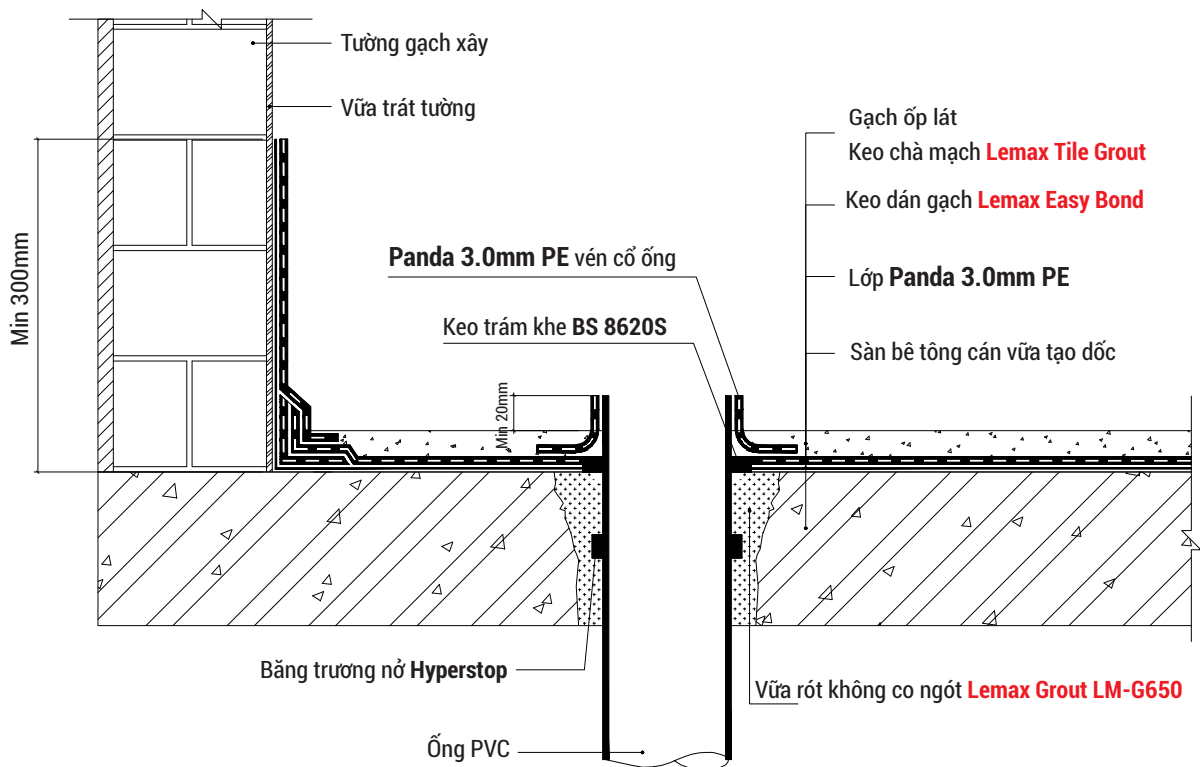 Tường gạch xây
Vữa trát tường
Gạch ốp lát
Keo chà mạch Lemax Tile Grout
Keo dán gạch Lemax Easy Bond
Panda 3.0mm PE vén cổ ống
Lớp Panda 3.0mm PE
Min 300mm
Keo trám khe BS 8620S
Sàn bê tông cán vữa tạo dốc
Min 20mm
Băng trương nở Hyperstop
Vữa rót không co ngót Lemax Grout LM-G650
Ống PVC